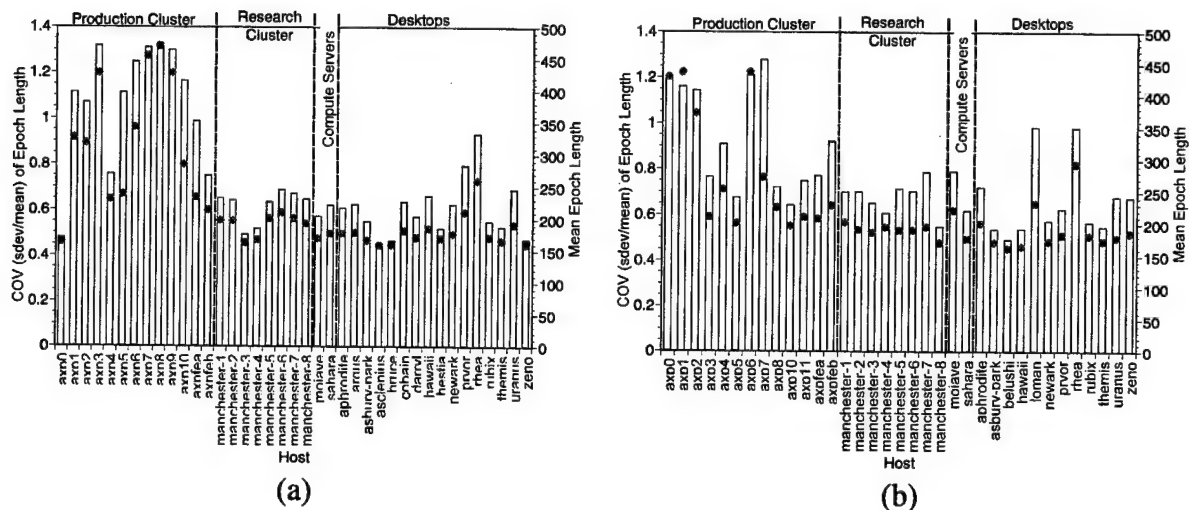 Production Cluster
Research
Cluster
Compute Servers
Desktops
COV (sdev/mean) of Epoch Length
1.4
1.2
1
0.8
0.6
0.4
0.2
0
500
450
400
350
300
250
200
150
100
50
0
Mean Epoch Length
axp0
axp1
axp2
axp3
axp4
axp5
axp6
axp7
axp8
axp9
axp10
axpfea
axpfeb
manchester-1
manchester-2
manchester-3
manchester-4
manchester-5
manchester-6
manchester-7
manchester-8
mojave
sahara
aphrodite
argus
asbury-park
asclepius
bruce
cobain
darryl
hawaii
hestia
newark
pryor
rhea
rubix
themis
uranus
zeno
Host
(a)
Production Cluster
Research
Cluster
Compute Servers
Desktops
COV (sdev/mean) of Epoch Length
1.4
1.2
1
0.8
0.6
0.4
0.2
0
500
450
400
350
300
250
200
150
100
50
0
Mean Epoch Length
axp0
axp1
axp2
axp3
axp4
axp5
axp6
axp7
axp8
axp10
axp11
axpfea
axpfeb
manchester-1
manchester-2
manchester-3
manchester-4
manchester-5
manchester-6
manchester-7
manchester-8
mojave
sahara
aphrodite
asbury-park
belushi
hawaii
newark
pryor
rhea
rubix
themis
uranus
zeno
Host
(b)